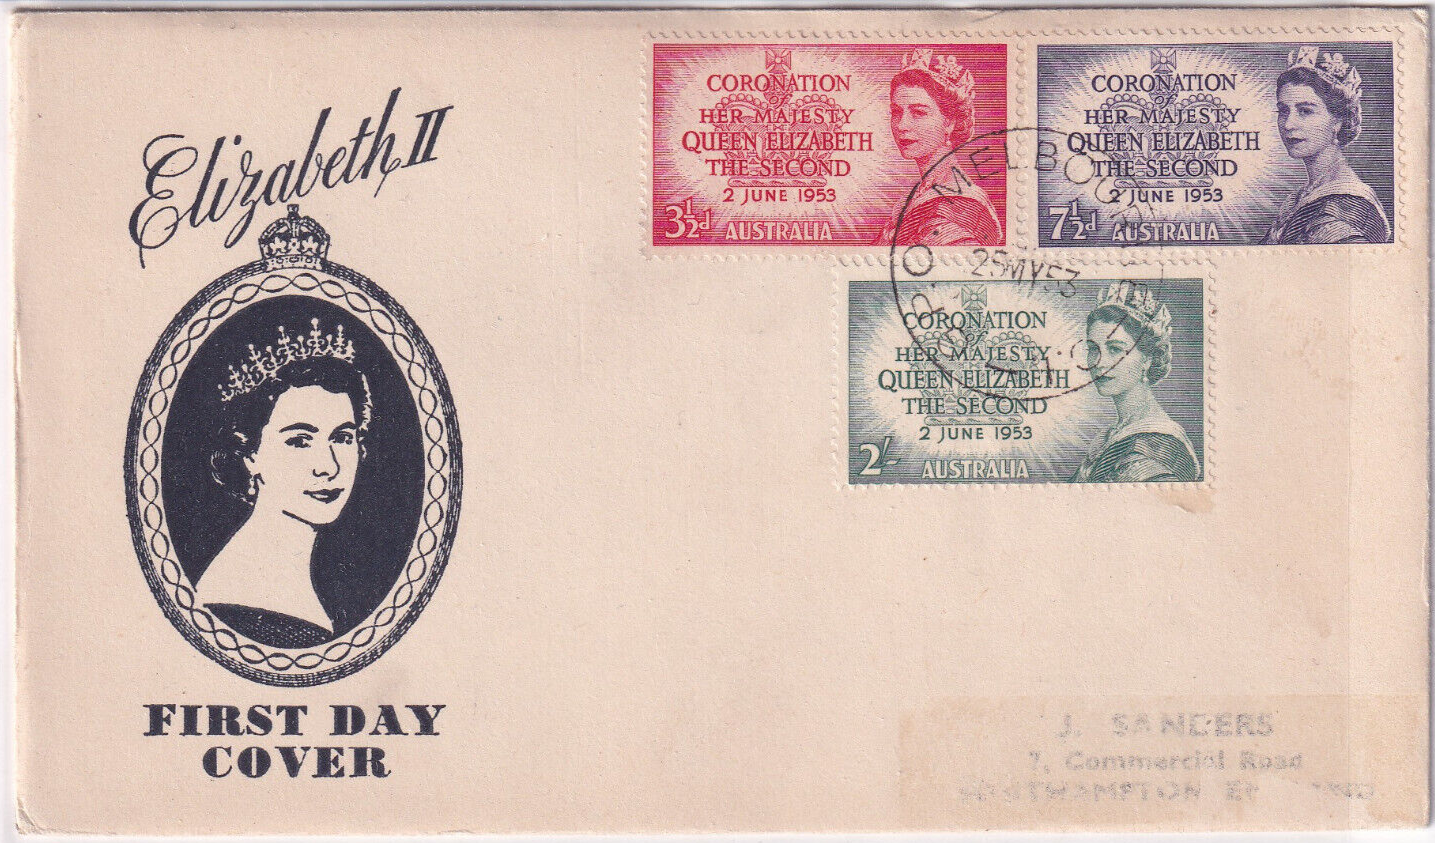 Elizabeth II
FIRST DAY
COVER
CORONATION
of
HER MAJESTY
QUEEN ELIZABETH
THE SECOND
2 JUNE 1953
3½d AUSTRALIA
CORONATION
of
HER MAJESTY
QUEEN ELIZABETH
THE SECOND
2 JUNE 1953
7½d AUSTRALIA
CORONATION
of
HER MAJESTY
QUEEN ELIZABETH
THE SECOND
2 JUNE 1953
2/- AUSTRALIA
G.P.O. MELBOURNE
25MY53
J. SANDERS
7, Commercial Road